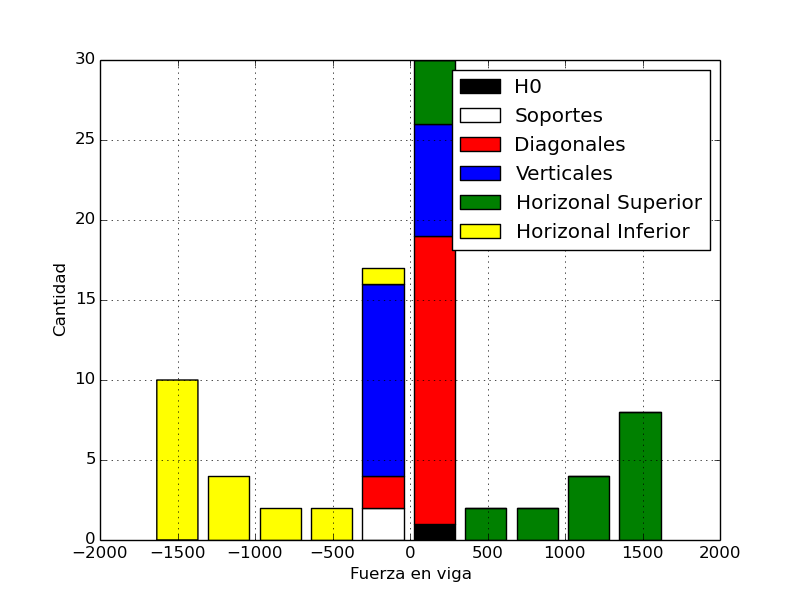 30
25
20
15
10
5
0
Cantidad
H0
Soportes
Diagonales
Verticales
Horizonal Superior
Horizonal Inferior
−2000 −1500 −1000 −500 0 500 1000 1500 2000
Fuerza en viga